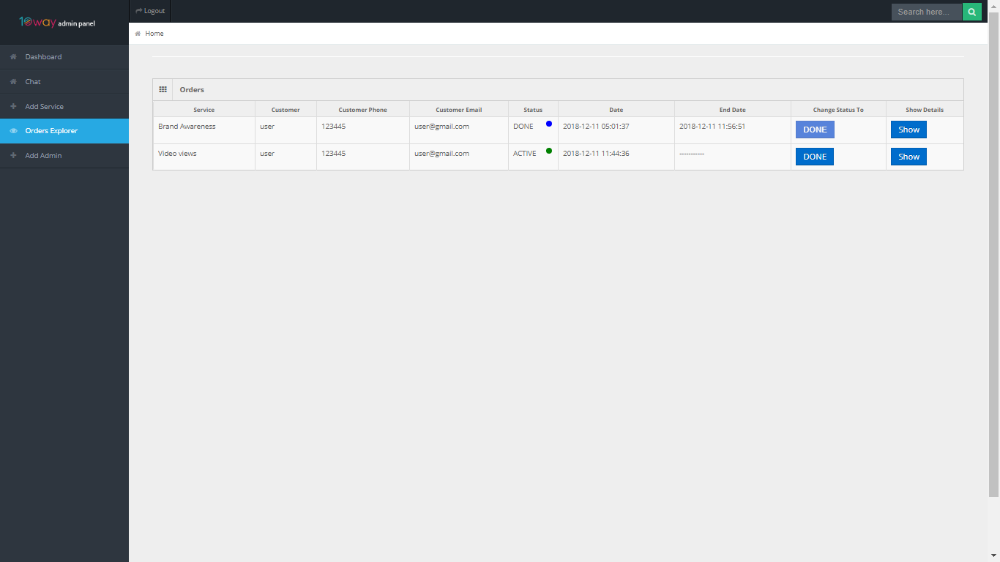 10way admin panel
Logout
Search here...
Home
Dashboard
Chat
Add Service
Orders Explorer
Add Admin
Orders
Service Customer Customer Phone Customer Email Status Date End Date Change Status To Show Details
Brand Awareness user 123445 user@gmail.com DONE 2018-12-11 05:01:37 2018-12-11 11:56:51 DONE Show
Video views user 123445 user@gmail.com ACTIVE 2018-12-11 11:44:36 ----------- DONE Show